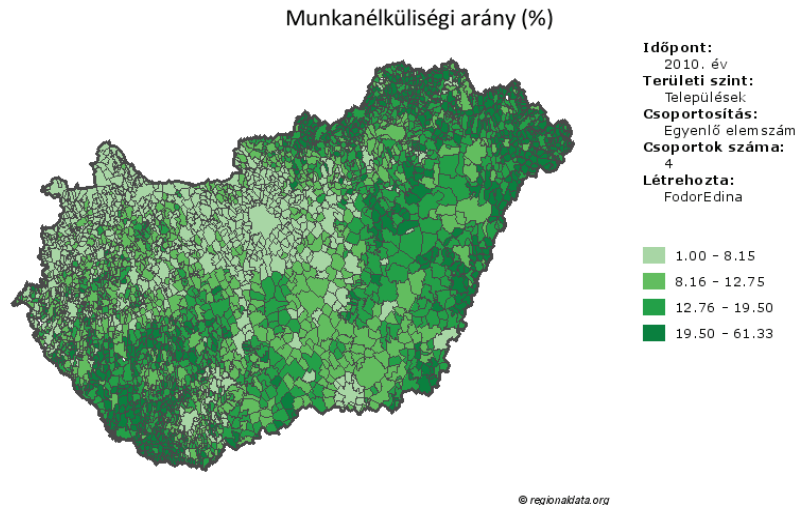 Munkanélküliségi arány (%)
Időpont:
2010. év
Területi szint:
Települések
Csoportosítás:
Egyenlő elemszám
Csoportok száma:
4
Létrehozta:
FodorEdina
1.00 - 8.15
8.16 - 12.75
12.76 - 19.50
19.50 - 61.33
© regionaldata.org